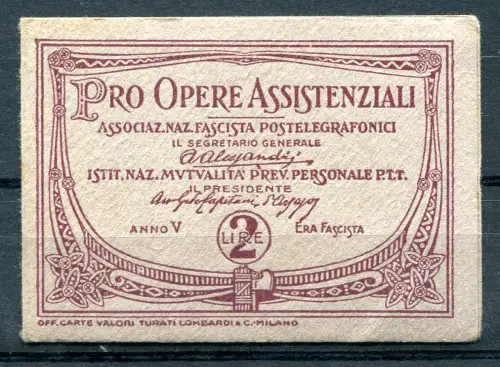 PRO OPERE ASSISTENZIALI
ASSOCIAZ. NAZ. FASCISTA POSTELEGRAFONICI
IL SEGRETARIO GENERALE
ISTIT. NAZ. MVTVALITÀ PREV. PERSONALE P.T.T.
IL PRESIDENTE
ANNO V
2
LIRE
ERA FASCISTA
OFF. CARTE VALORI TURATI LOMBARDI & C. - MILANO